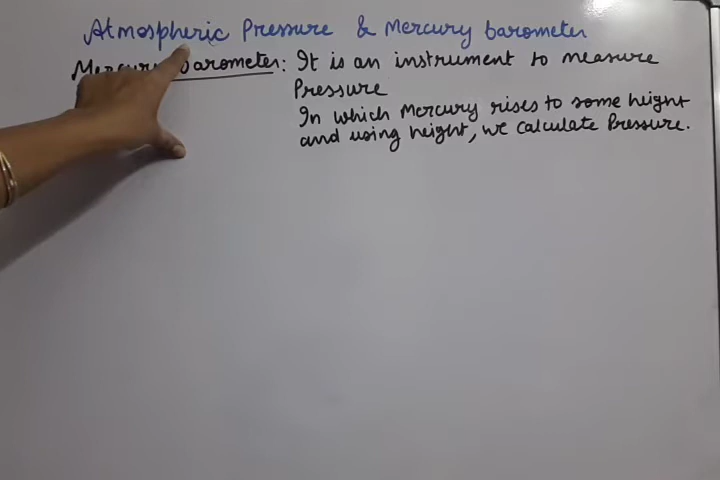 Atmospheric Pressure & Mercury barometer
Mercury barometer: It is an instrument to measure
Pressure
In which Mercury rises to some height
and using height, we calculate Pressure.